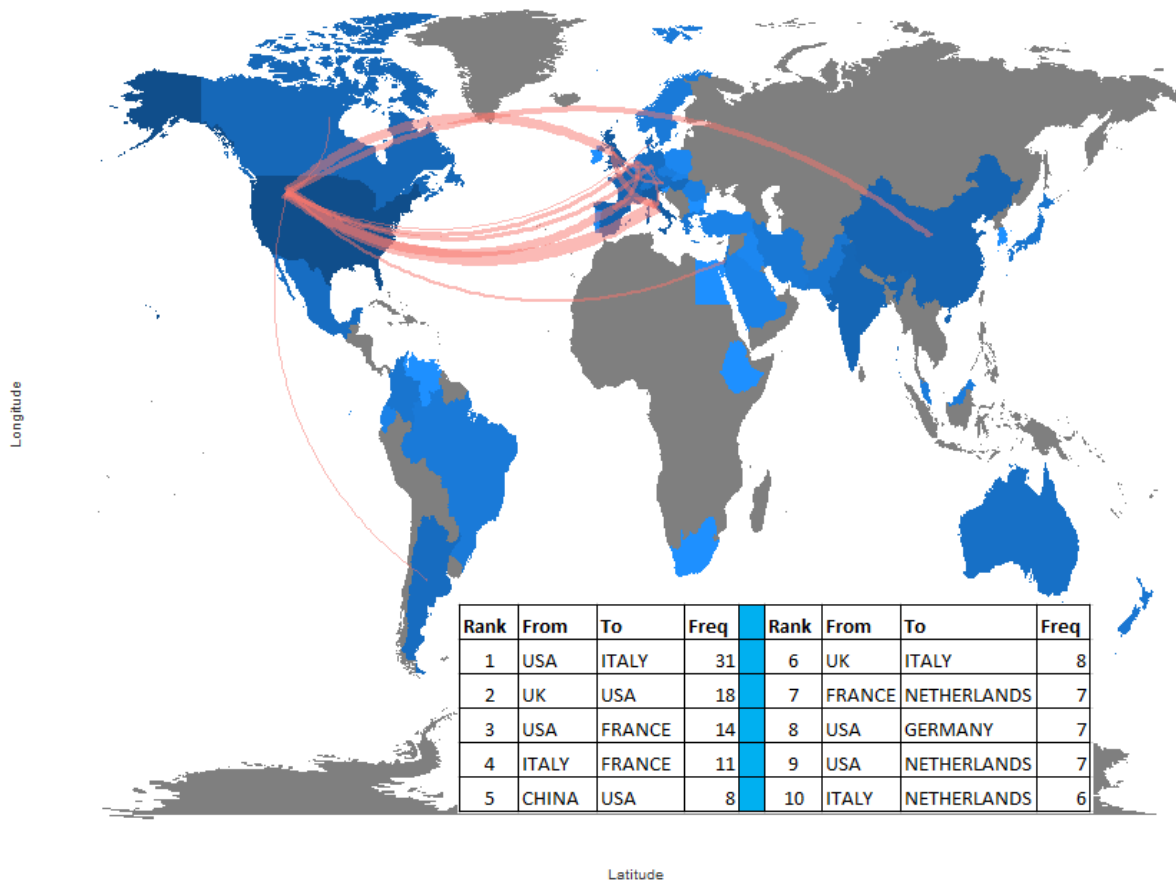 Longitude
Rank From To Freq Rank From To Freq
1 USA ITALY 31 6 UK ITALY 8
2 UK USA 18 7 FRANCE NETHERLANDS 7
3 USA FRANCE 14 8 USA GERMANY 7
4 ITALY FRANCE 11 9 USA NETHERLANDS 7
5 CHINA USA 8 10 ITALY NETHERLANDS 6
Latitude